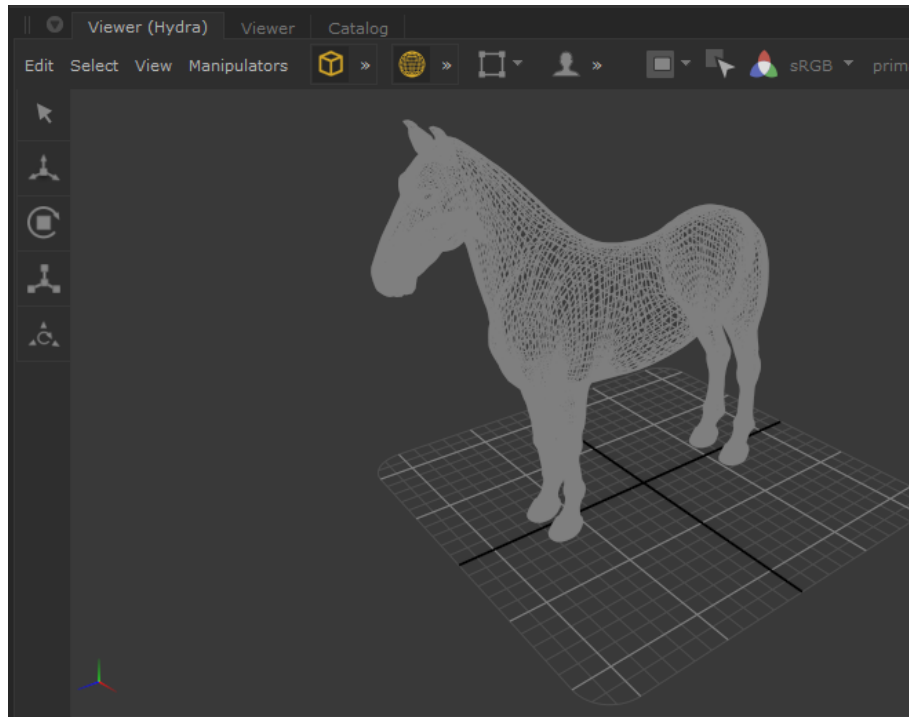 Viewer (Hydra) Viewer Catalog
Edit Select View Manipulators » » » sRGB prim